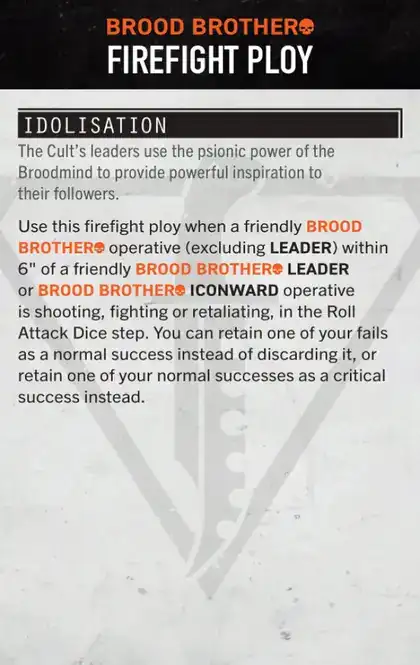 BROOD BROTHER
FIREFIGHT PLOY
IDOLISATION
The Cult's leaders use the psionic power of the
Broodmind to provide powerful inspiration to
their followers.
Use this firefight ploy when a friendly BROOD
BROTHER operative (excluding LEADER) within
6" of a friendly BROOD BROTHER LEADER
or BROOD BROTHER ICONWARD operative
is shooting, fighting or retaliating, in the Roll
Attack Dice step. You can retain one of your fails
as a normal success instead of discarding it, or
retain one of your normal successes as a critical
success instead.